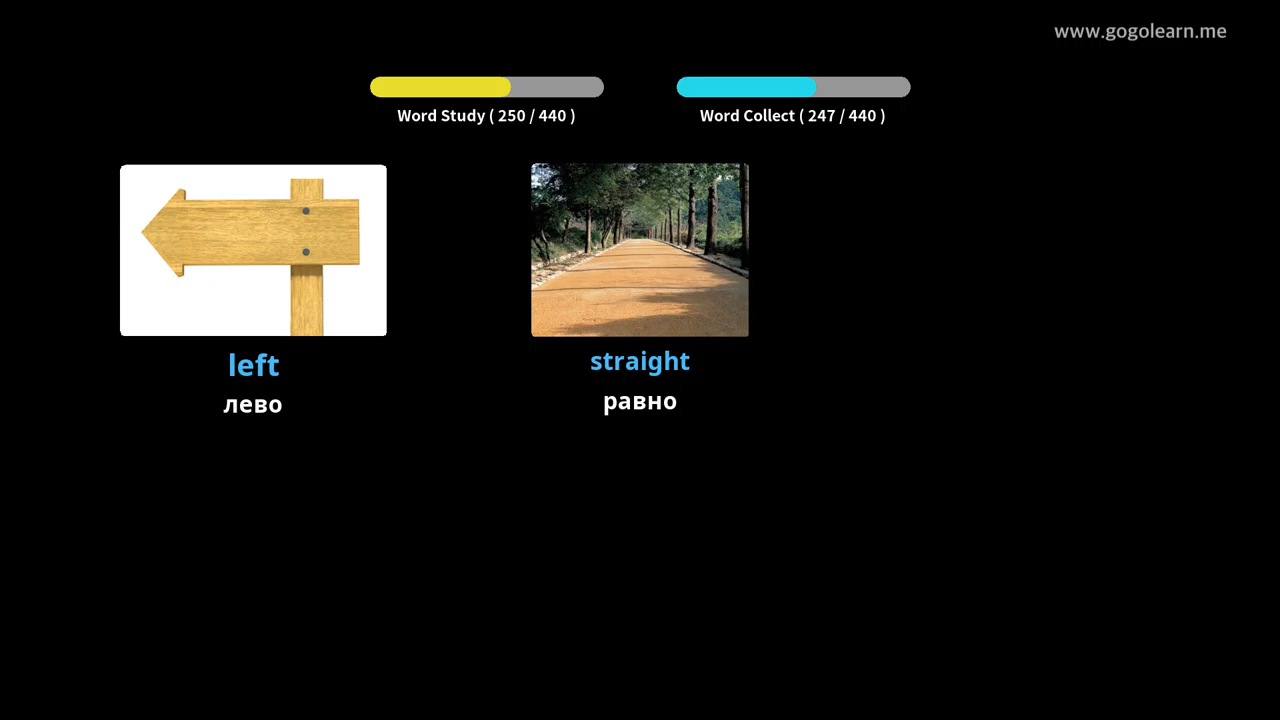 www.gogolearn.me
Word Study ( 250 / 440 )
Word Collect ( 247 / 440 )
left
лево
straight
равно